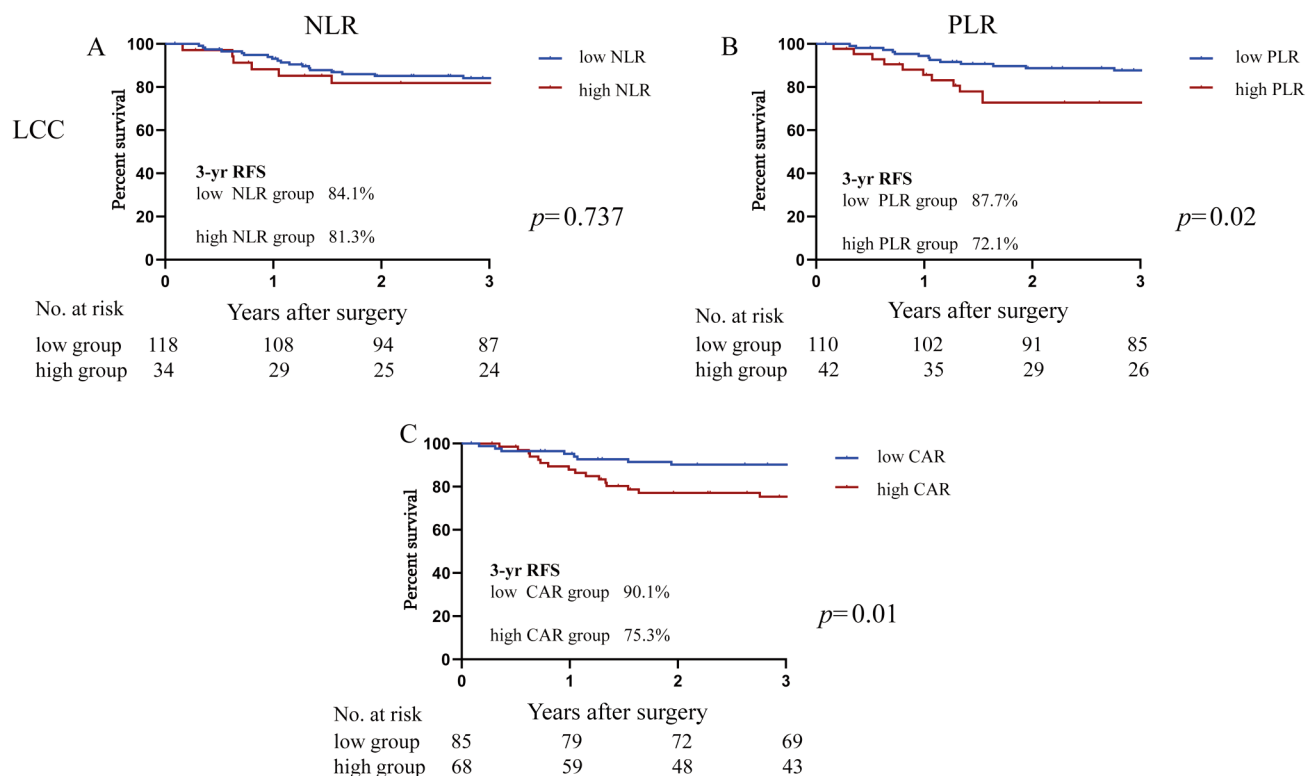 NLR
A
100
80
60
40
20
0
Percent survival
low NLR
high NLR
LCC
3-yr RFS
low NLR group 84.1%
high NLR group 81.3%
p=0.737
0 1 2 3
Years after surgery
No. at risk
low group 118 108 94 87
high group 34 29 25 24
PLR
B
100
80
60
40
20
0
Percent survival
low PLR
high PLR
3-yr RFS
low PLR group 87.7%
high PLR group 72.1%
p=0.02
0 1 2 3
Years after surgery
No. at risk
low group 110 102 91 85
high group 42 35 29 26
C
100
80
60
40
20
0
Percent survival
low CAR
high CAR
3-yr RFS
low CAR group 90.1%
high CAR group 75.3%
p=0.01
0 1 2 3
Years after surgery
No. at risk
low group 85 79 72 69
high group 68 59 48 43